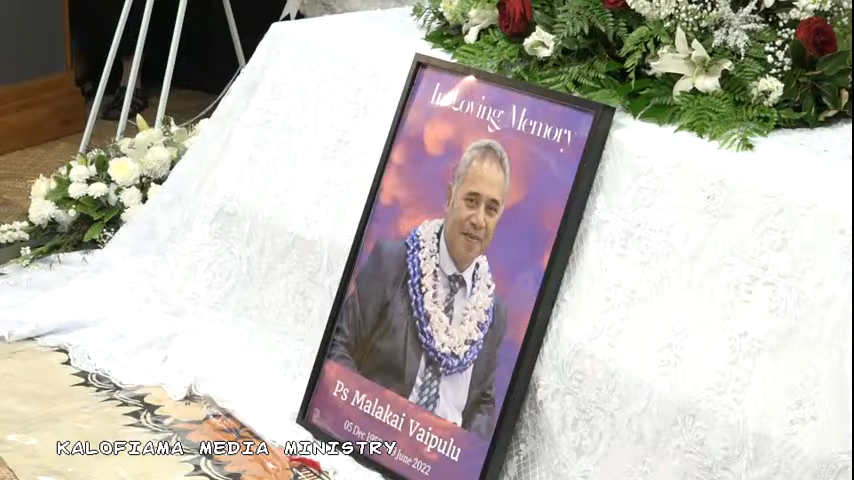 In Loving Memory
Ps Malakai Vaipulu
05 Dec June 2022
KALOFIAMA MEDIA MINISTRY